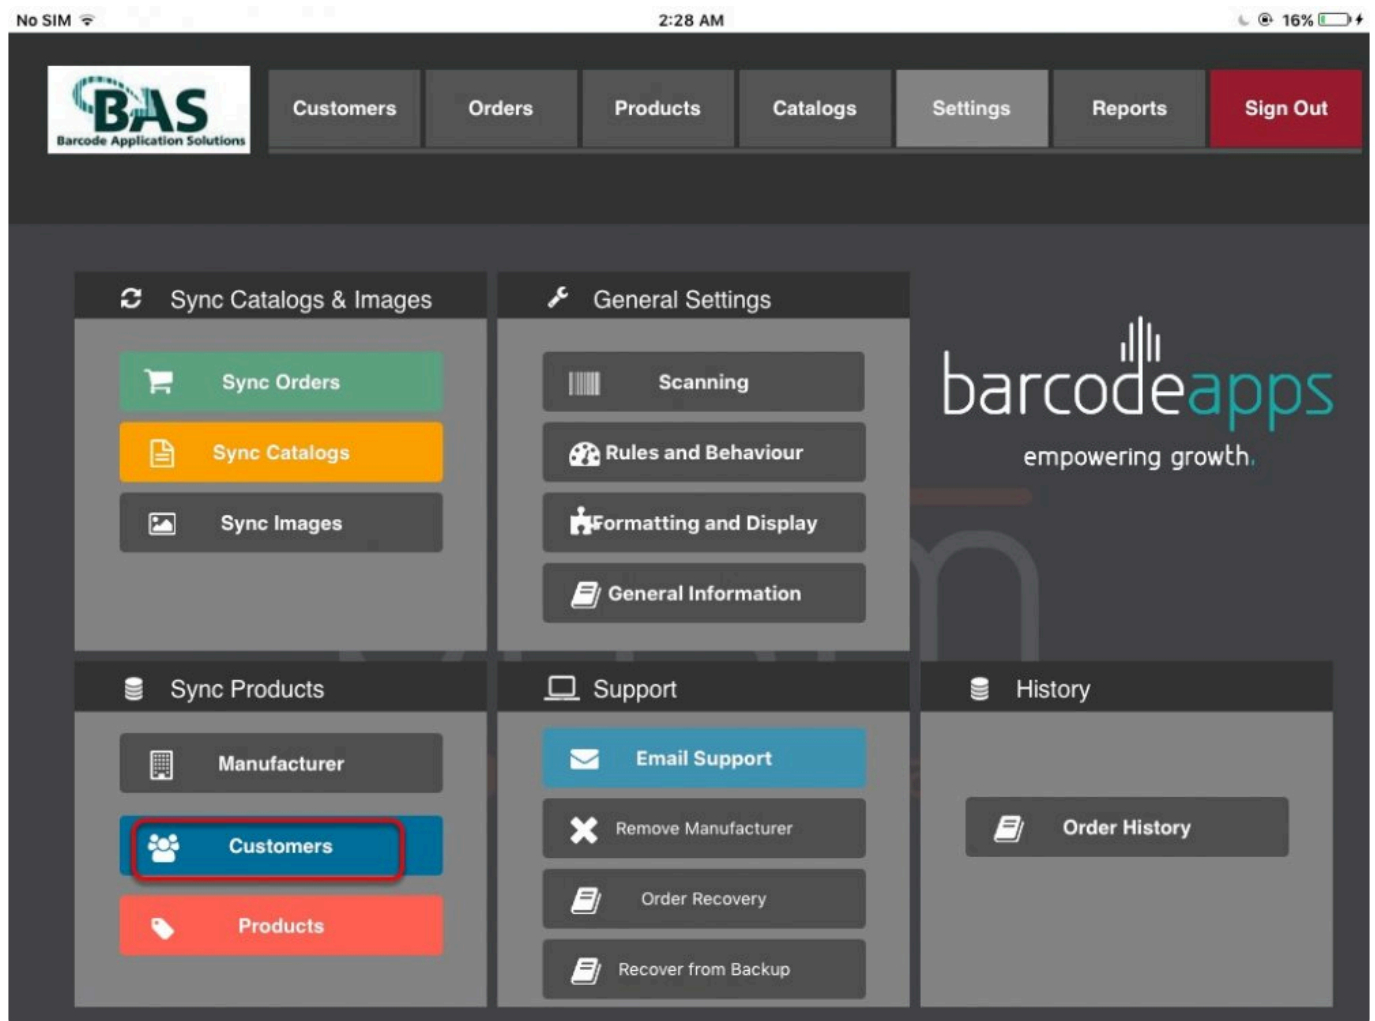 No SIM
2:28 AM
16%
BAS
Barcode Application Solutions
Customers
Orders
Products
Catalogs
Settings
Reports
Sign Out
Sync Catalogs & Images
Sync Orders
Sync Catalogs
Sync Images
General Settings
Scanning
Rules and Behaviour
Formatting and Display
General Information
barcodeapps
empowering growth.
Sync Products
Manufacturer
Customers
Products
Support
Email Support
Remove Manufacturer
Order Recovery
Recover from Backup
History
Order History